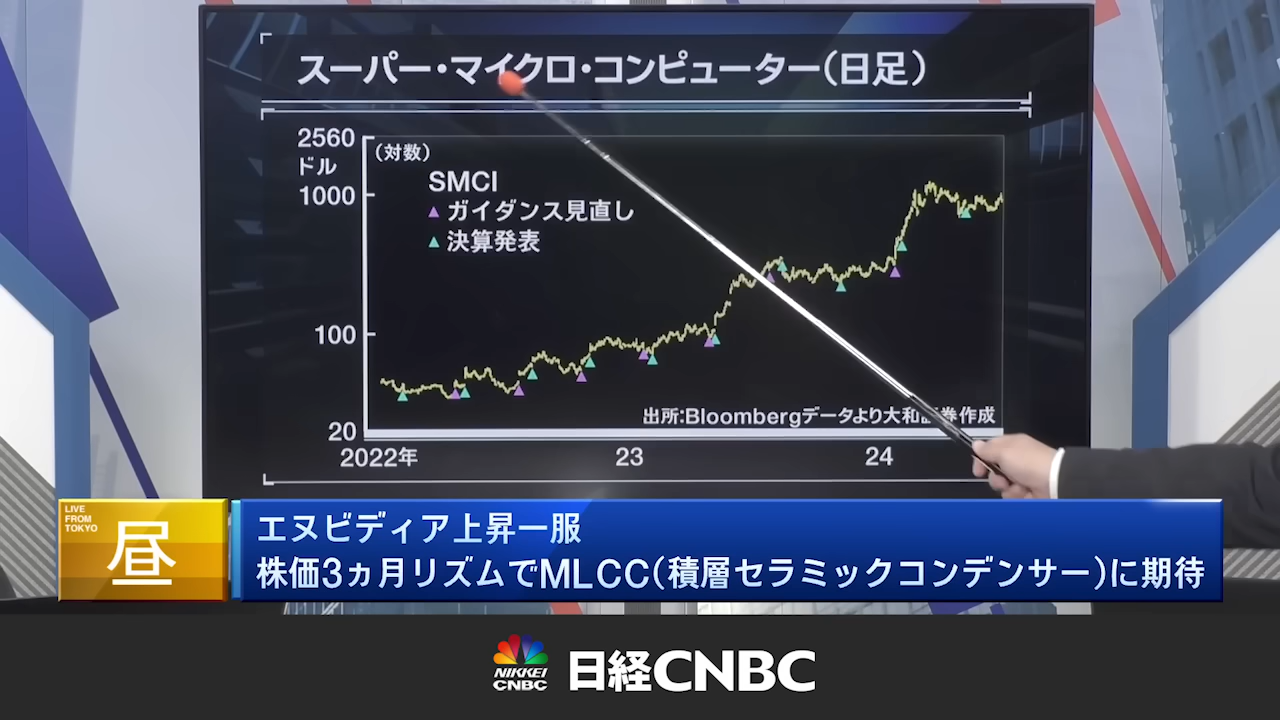 スーパー・マイクロ・コンピューター(日足)
2560
ドル
(対数)
1000
SMCI
▲ガイダンス見直し
▲決算発表
100
20
出所:Bloombergデータより大和証券作成
2022年
23
24
LIVE
FROM
TOKYO
昼
エヌビディア上昇一服
株価3ヵ月リズムでMLCC(積層セラミックコンデンサー)に期待
NIKKEI
CNBC
日経CNBC